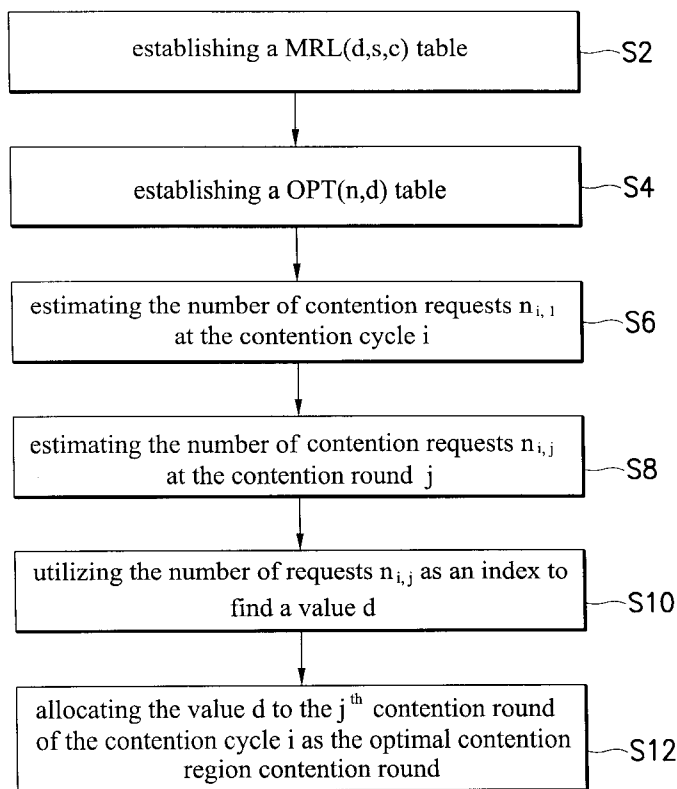 establishing a MRL(d,s,c) table
S2
establishing a OPT(n,d) table
S4
estimating the number of contention requests n i, 1
at the contention cycle i
S6
estimating the number of contention requests n i,j
at the contention round j
S8
utilizing the number of requests n i,j as an index to
find a value d
S10
allocating the value d to the j th contention round
of the contention cycle i as the optimal contention
region contention round
S12